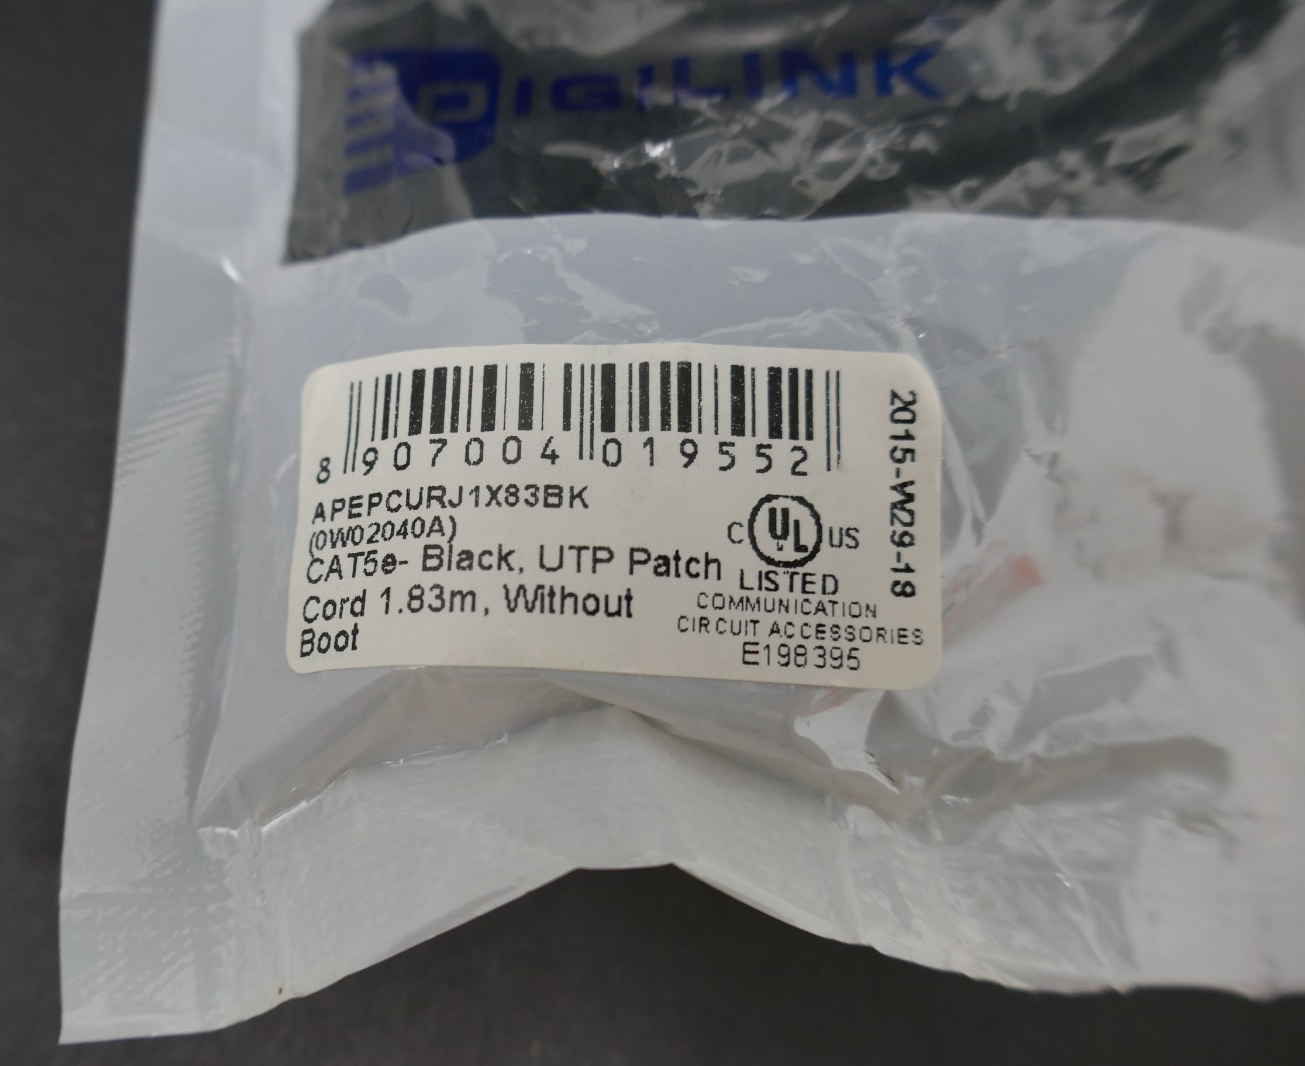 DIGILINK
8 907004 019552
2015-W29-18
APEPCURJ1X83BK
(0W02040A)
CAT5e- Black, UTP Patch
Cord 1.83m, Without
Boot
C UL US
LISTED
COMMUNICATION
CIRCUIT ACCESSORIES
E198395